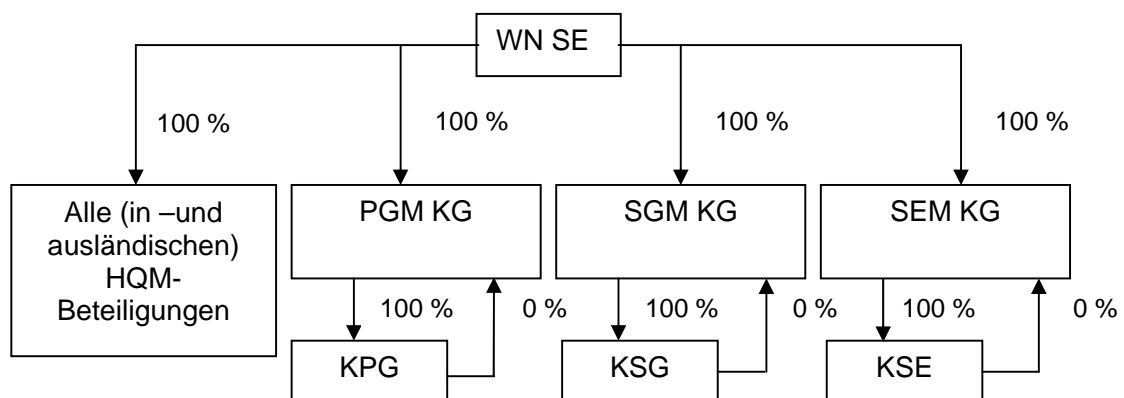 WN SE
100 % 100 % 100 % 100 %
Alle (in –und
ausländischen)
HQM-
Beteiligungen
PGM KG
SGM KG
SEM KG
100 % 0 % 100 % 0 % 100 % 0 %
KPG
KSG
KSE